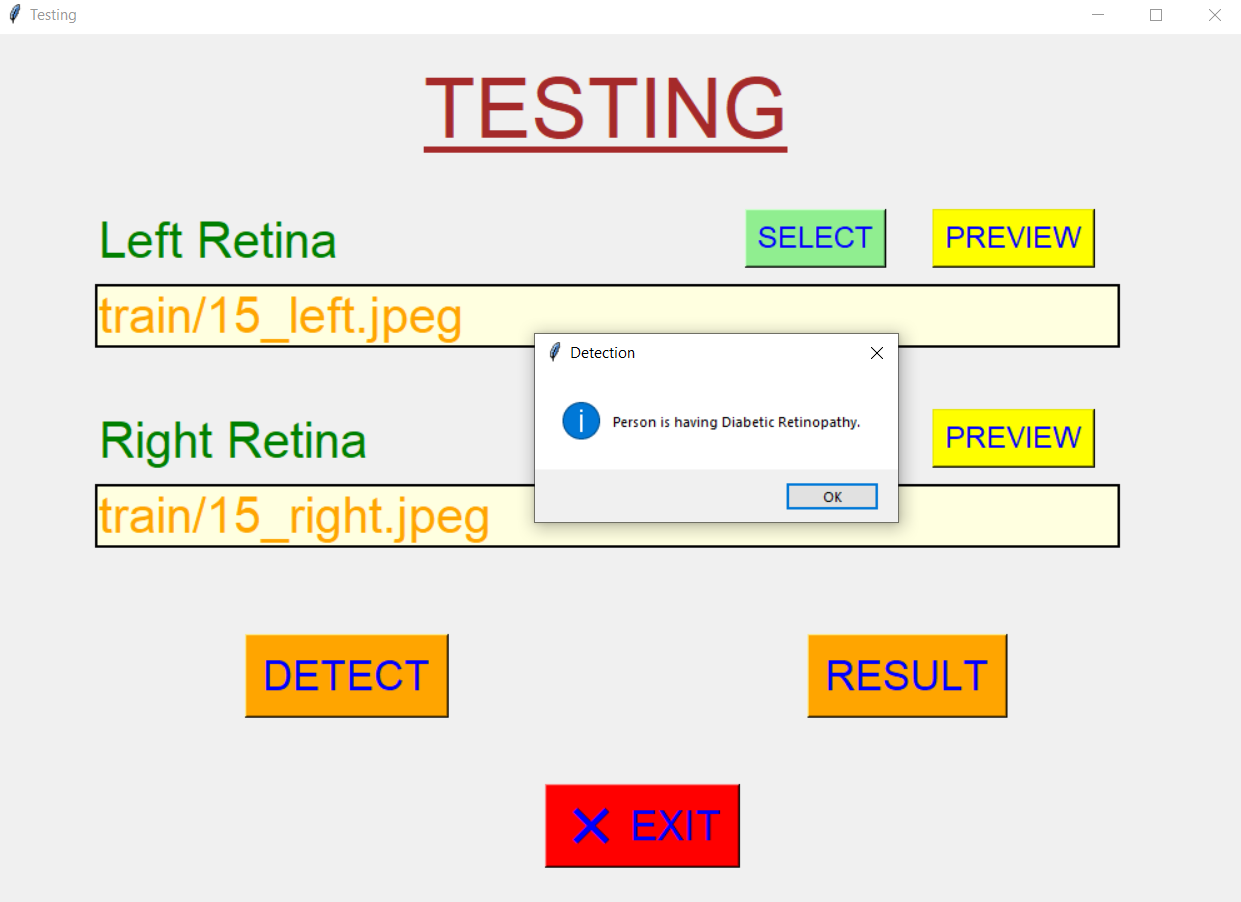 Testing
TESTING
Left Retina
SELECT
PREVIEW
train/15_left.jpeg
Detection
Person is having Diabetic Retinopathy.
OK
Right Retina
PREVIEW
train/15_right.jpeg
DETECT
RESULT
EXIT